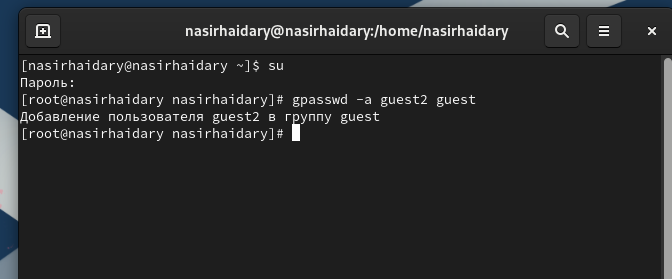 nasirhaidary@nasirhaidary:/home/nasirhaidary
[nasirhaidary@nasirhaidary ~]$ su
Пароль:
[root@nasirhaidary nasirhaidary]# gpasswd -a guest2 guest
Добавление пользователя guest2 в группу guest
[root@nasirhaidary nasirhaidary]#